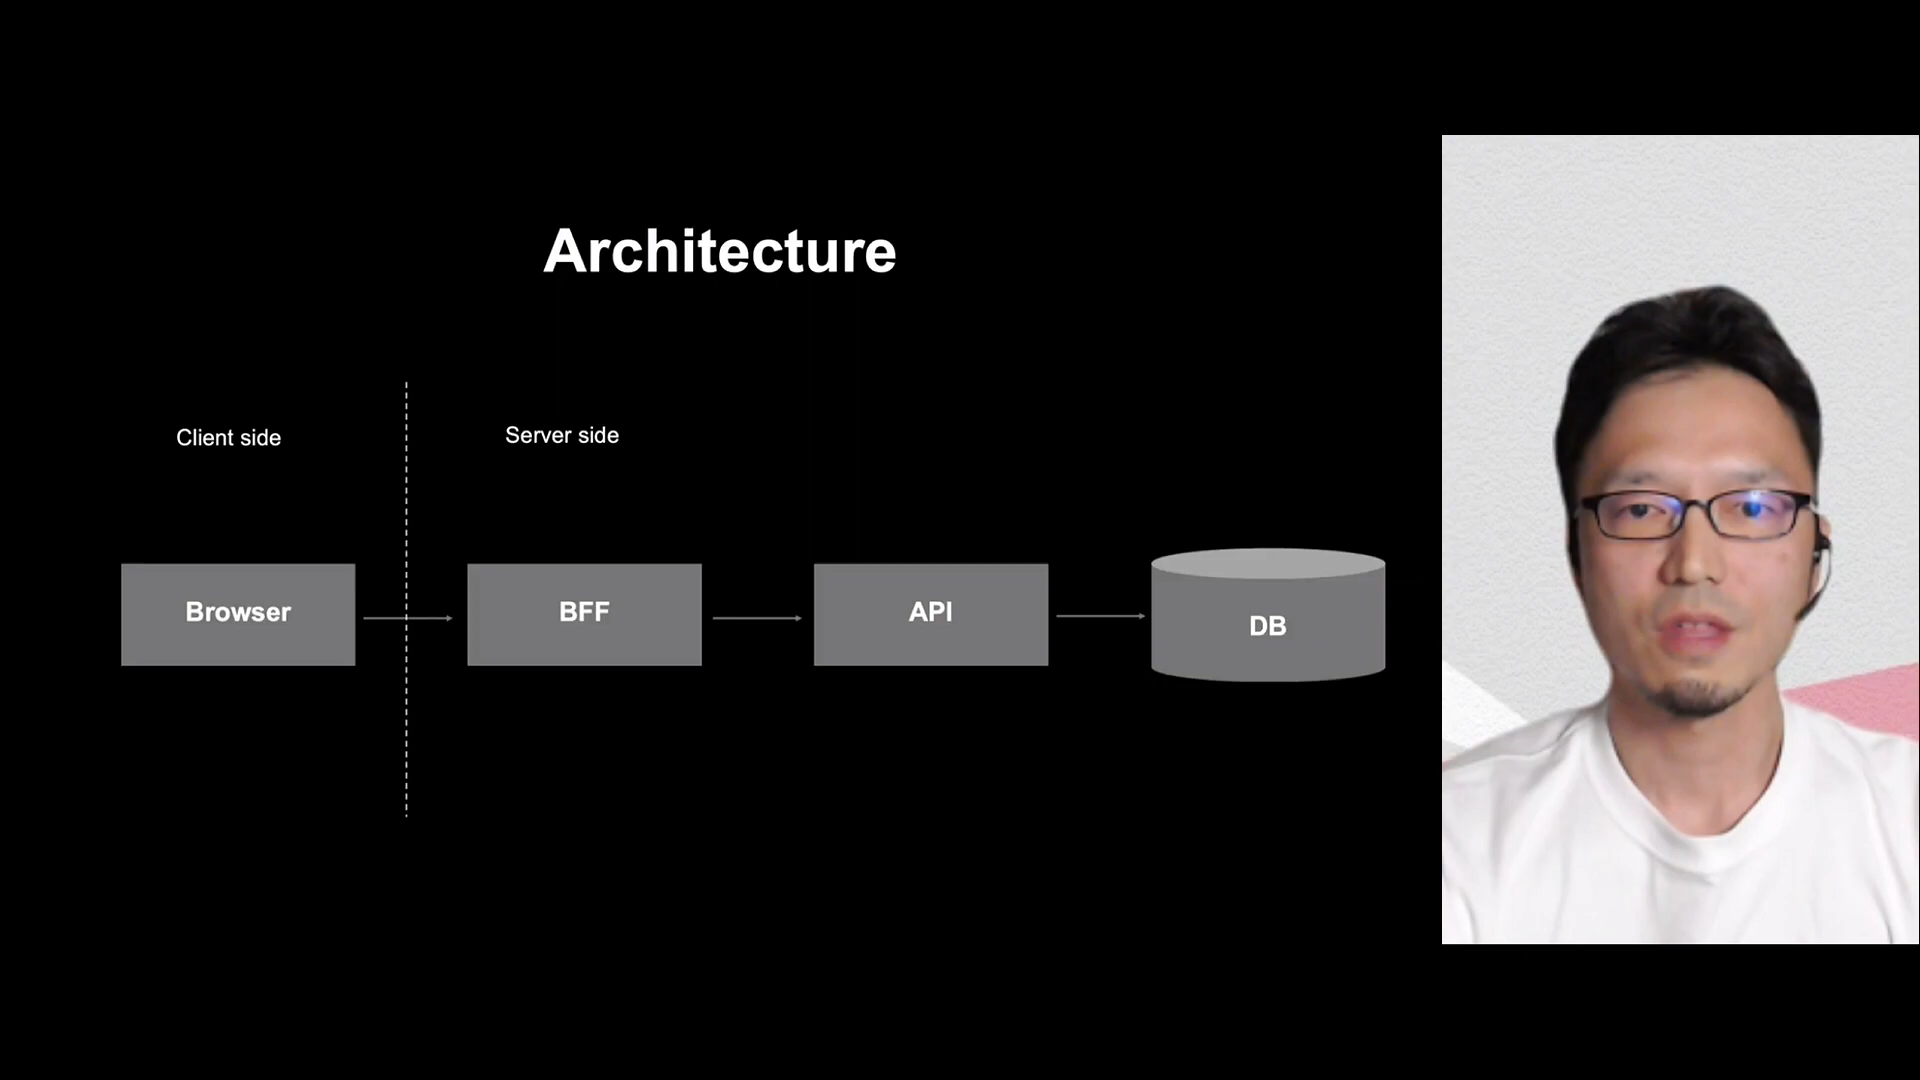 Architecture
Client side
Server side
Browser
BFF
API
DB